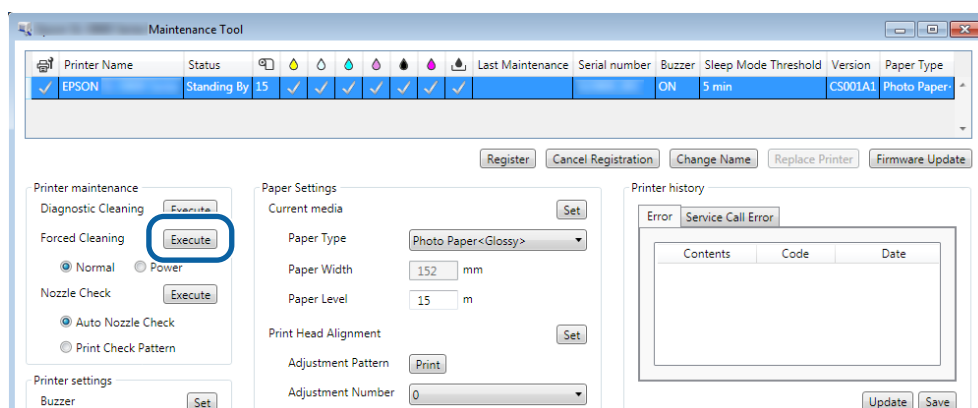 Maintenance Tool
Printer Name Status Last Maintenance Serial number Buzzer Sleep Mode Threshold Version Paper Type
EPSON Standing By 15 ON 5 min CS001A1 Photo Paper
Register Cancel Registration Change Name Replace Printer Firmware Update
Printer maintenance
Diagnostic Cleaning Execute
Forced Cleaning Execute
Normal Power
Nozzle Check Execute
Auto Nozzle Check
Print Check Pattern
Printer settings
Buzzer Set
Paper Settings
Current media Set
Paper Type Photo Paper<Glossy>
Paper Width 152 mm
Paper Level 15 m
Print Head Alignment Set
Adjustment Pattern Print
Adjustment Number 0
Printer history
Error Service Call Error
Contents Code Date
Update Save